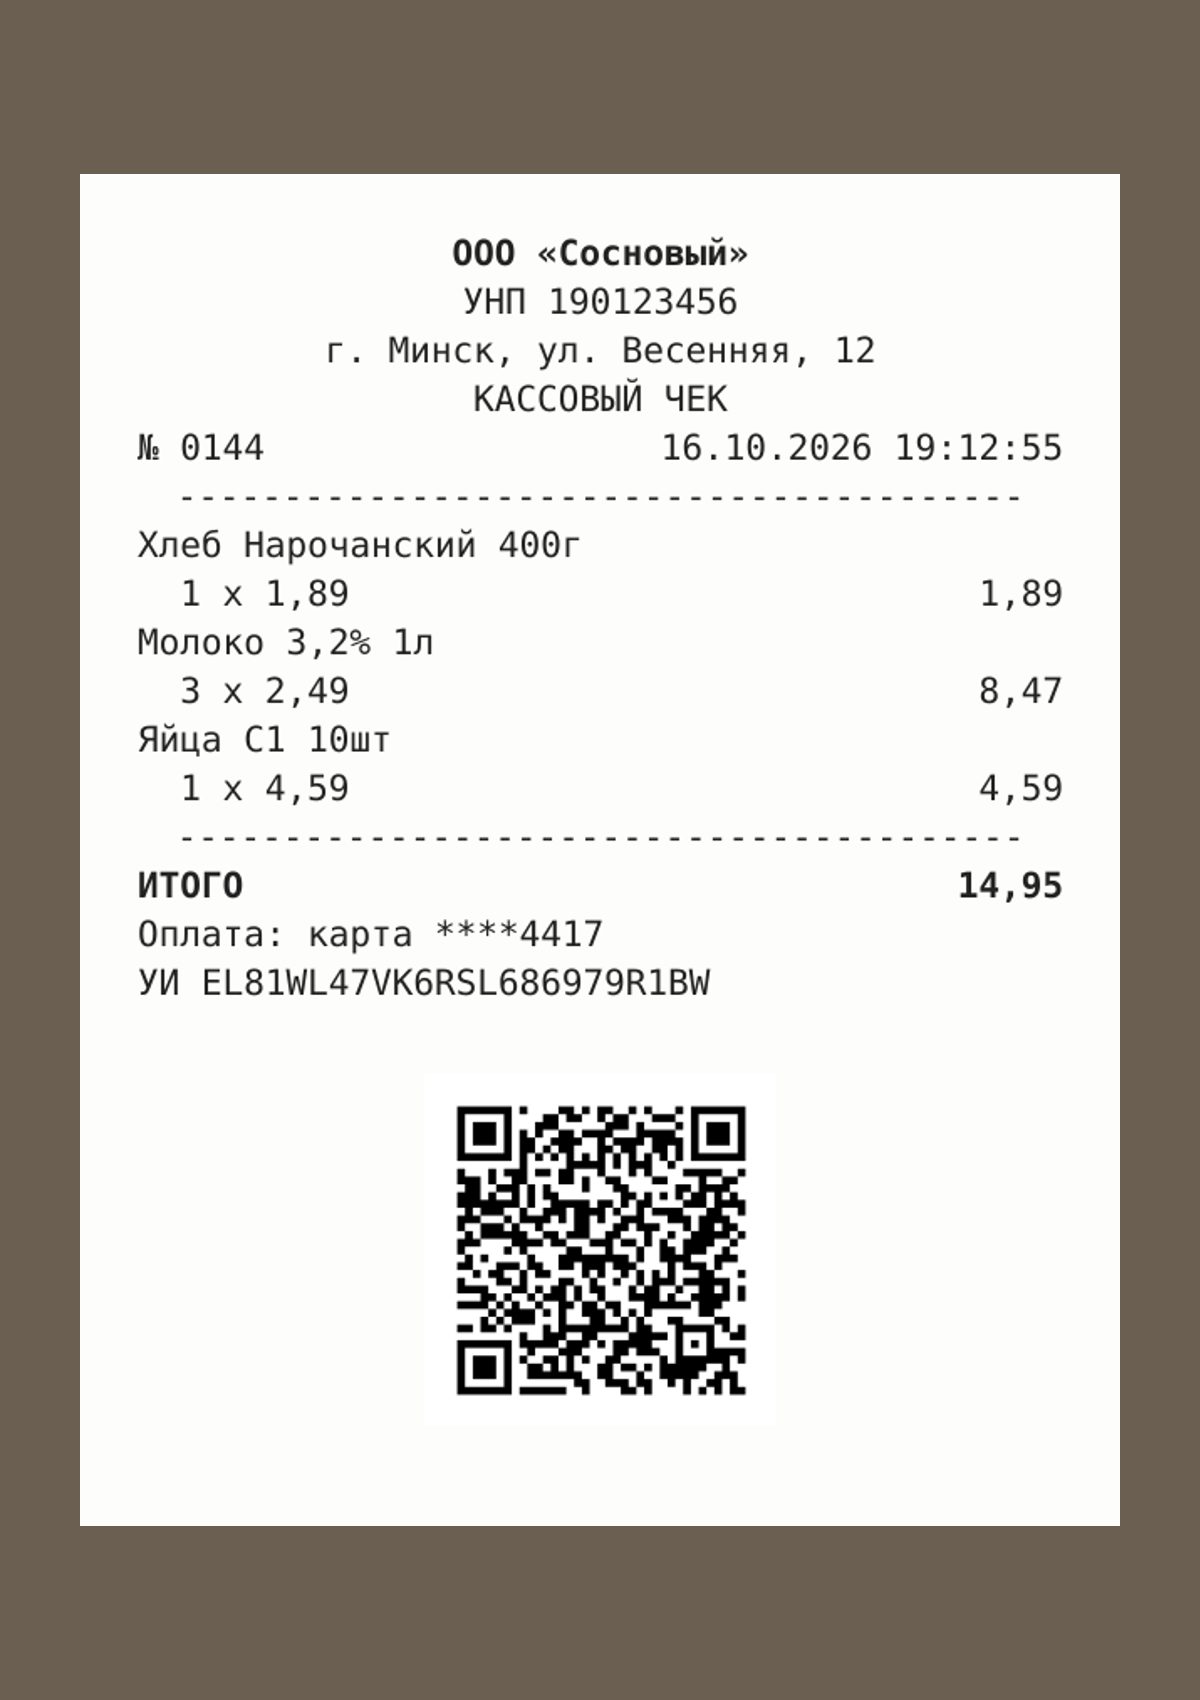 ООО «Сосновый»
УНП 190123456
г. Минск, ул. Весенняя, 12
КАССОВЫЙ ЧЕК
№ 0144 16.10.2026 19:12:55
----------------------------------------
Хлеб Нарочанский 400г
1 x 1,89 1,89
Молоко 3,2% 1л
3 x 2,49 8,47
Яйца С1 10шт
1 x 4,59 4,59
----------------------------------------
ИТОГО 14,95
Оплата: карта ****4417
УИ EL81WL47VK6RSL686979R1BW